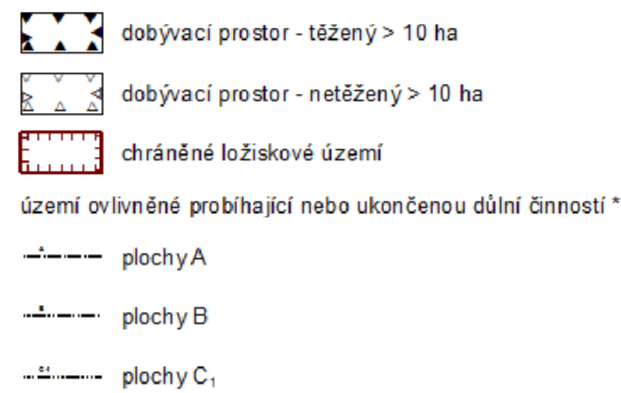 dobývací prostor - těžený > 10 ha
dobývací prostor - netěžený > 10 ha
chráněné ložiskové území
území ovlivněné probíhající nebo ukončenou důlní činností *
plochy A
plochy B
plochy C₁